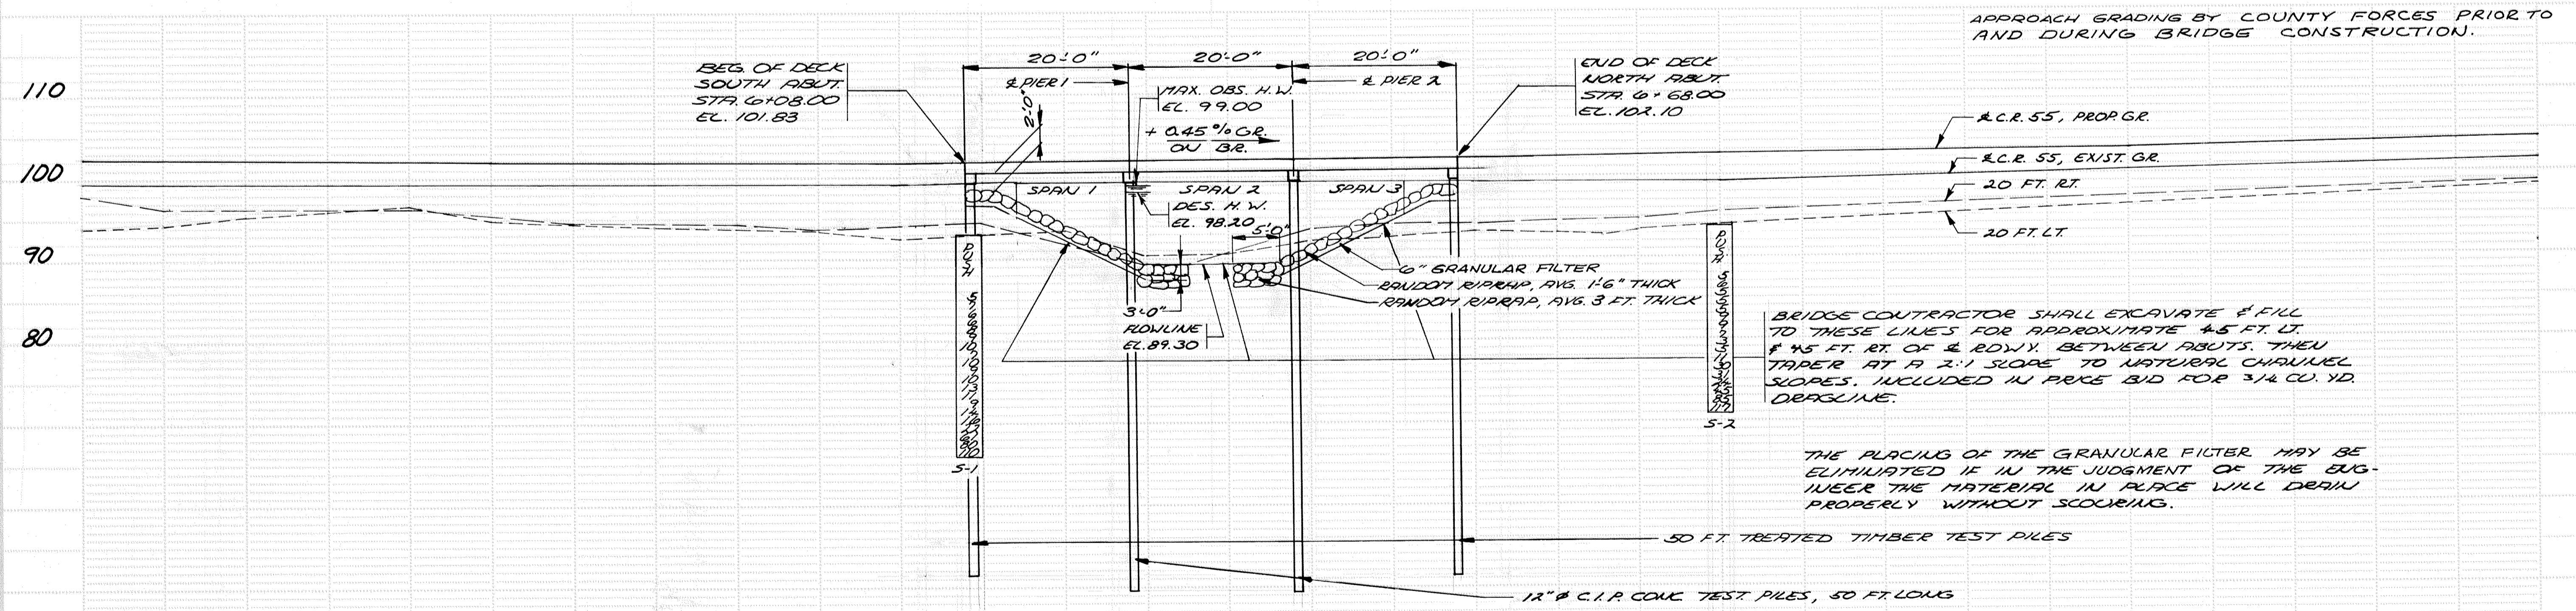 APPROACH GRADING BY COUNTY FORCES PRIOR TO
AND DURING BRIDGE CONSTRUCTION.
110
100
90
80
BEG. OF DECK
SOUTH ABUT.
STA. 6+08.00
EL. 101.83
20'-0"
20'-0"
20'-0"
℄ PIER 1
℄ PIER 2
2'-0"
MAX. OBS. H.W.
EL. 99.00
+ 0.45 % GR.
ON BR.
END OF DECK
NORTH ABUT.
STA. 6+68.00
EL. 102.10
℄ C.R. 55, PROP. GR.
℄ C.R. 55, EXIST. GR.
20 FT. RT.
20 FT. LT.
SPAN 1
SPAN 2
SPAN 3
DES. H.W.
EL. 98.20
5'-0"
6" GRANULAR FILTER
RANDOM RIPRAP, AVG. 1'-6" THICK
RANDOM RIPRAP, AVG. 3 FT. THICK
3'-0"
FLOWLINE
EL. 89.30
PUSH
PUSH
BRIDGE CONTRACTOR SHALL EXCAVATE & FILL
TO THESE LINES FOR APPROXIMATE 45 FT. LT.
& 45 FT. RT. OF ℄ RDWY. BETWEEN ABUTS. THEN
TAPER AT A 2:1 SLOPE TO NATURAL CHANNEL
SLOPES. INCLUDED IN PRICE BID FOR 3/4 CU. YD.
DRAGLINE.
S-1
S-2
THE PLACING OF THE GRANULAR FILTER MAY BE
ELIMINATED IF IN THE JUDGMENT OF THE ENG-
INEER THE MATERIAL IN PLACE WILL DRAIN
PROPERLY WITHOUT SCOURING.
50 FT. TREATED TIMBER TEST PILES
12" ⌀ C.I.P. CONC. TEST PILES, 50 FT. LONG